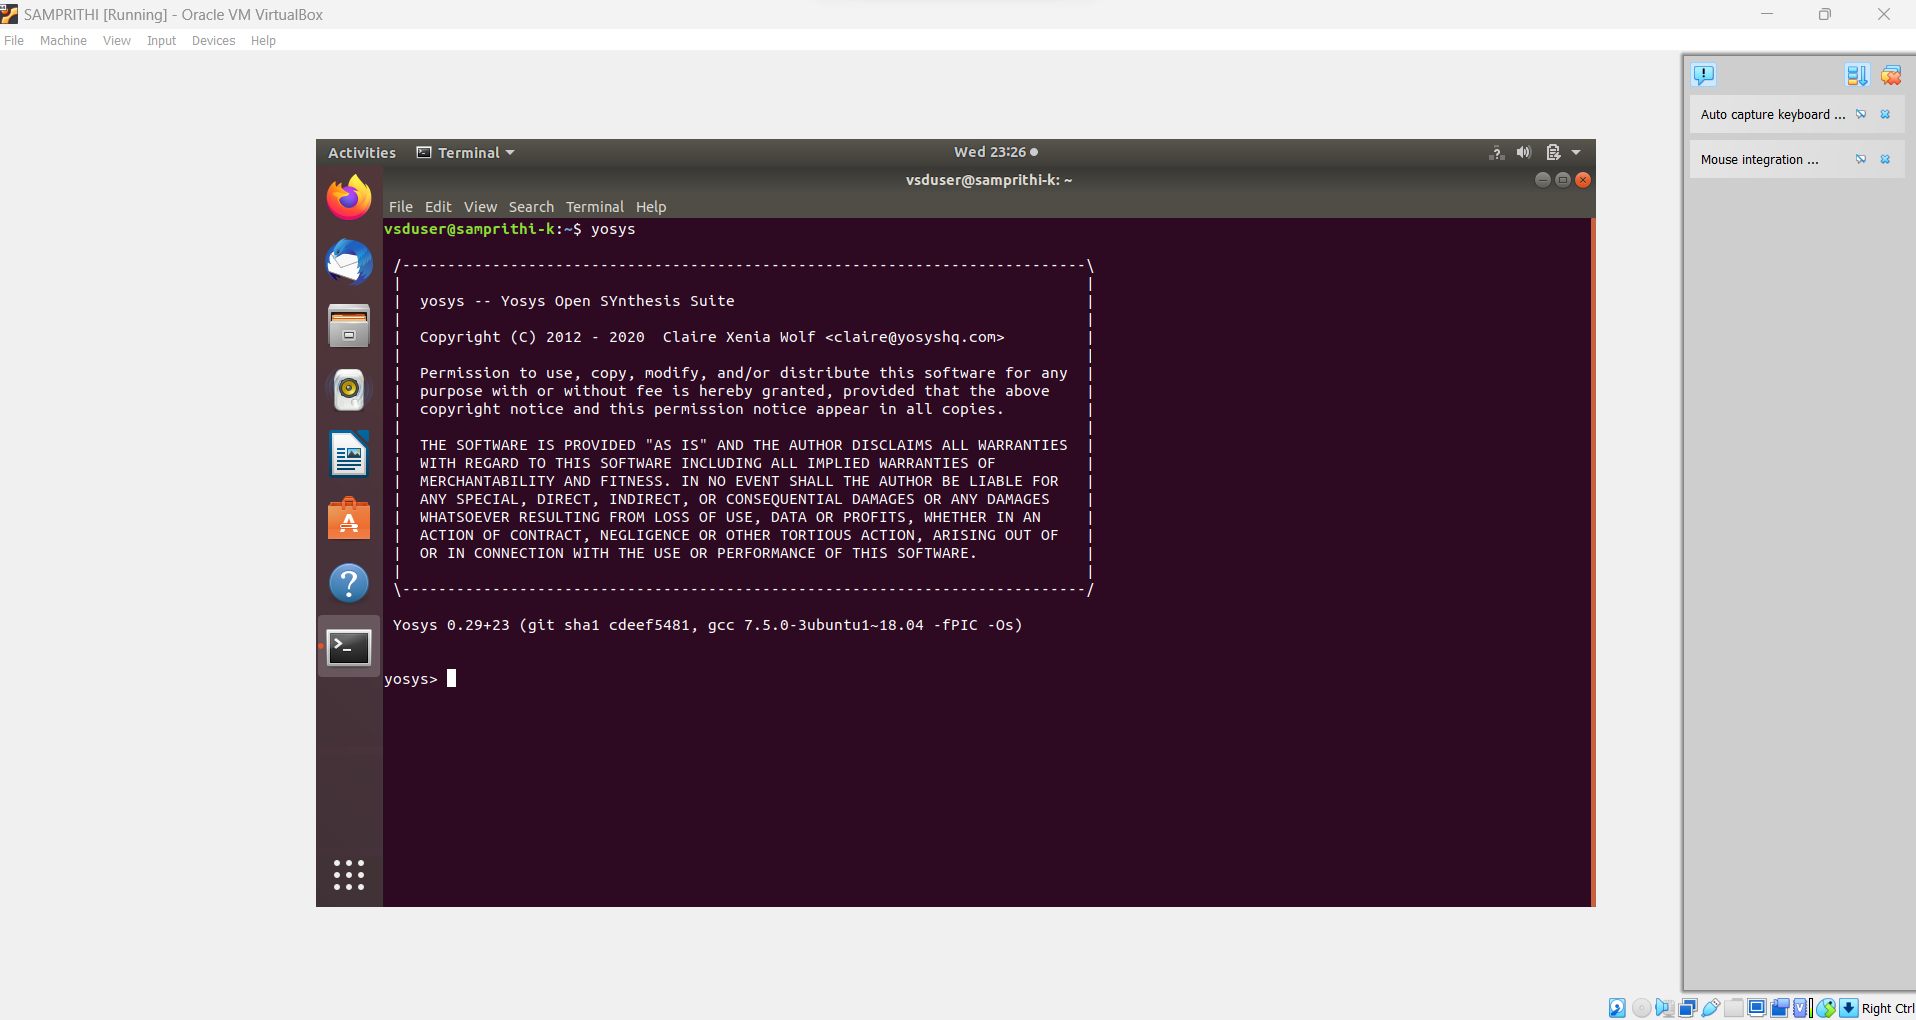 SAMPRITHI [Running] - Oracle VM VirtualBox
File Machine View Input Devices Help
Auto capture keyboard ...
Mouse integration ...
Activities Terminal Wed 23:26
vsduser@samprithi-k: ~
File Edit View Search Terminal Help
vsduser@samprithi-k:~$ yosys
/----------------------------------------------------------------------------\
| |
| yosys -- Yosys Open SYnthesis Suite |
| |
| Copyright (C) 2012 - 2020  Claire Xenia Wolf <claire@yosyshq.com> |
| |
| Permission to use, copy, modify, and/or distribute this software for any |
| purpose with or without fee is hereby granted, provided that the above |
| copyright notice and this permission notice appear in all copies. |
| |
| THE SOFTWARE IS PROVIDED "AS IS" AND THE AUTHOR DISCLAIMS ALL WARRANTIES |
| WITH REGARD TO THIS SOFTWARE INCLUDING ALL IMPLIED WARRANTIES OF |
| MERCHANTABILITY AND FITNESS. IN NO EVENT SHALL THE AUTHOR BE LIABLE FOR |
| ANY SPECIAL, DIRECT, INDIRECT, OR CONSEQUENTIAL DAMAGES OR ANY DAMAGES |
| WHATSOEVER RESULTING FROM LOSS OF USE, DATA OR PROFITS, WHETHER IN AN |
| ACTION OF CONTRACT, NEGLIGENCE OR OTHER TORTIOUS ACTION, ARISING OUT OF |
| OR IN CONNECTION WITH THE USE OR PERFORMANCE OF THIS SOFTWARE. |
| |
\----------------------------------------------------------------------------/
Yosys 0.29+23 (git sha1 cdeef5481, gcc 7.5.0-3ubuntu1~18.04 -fPIC -Os)
yosys>
Right Ctrl